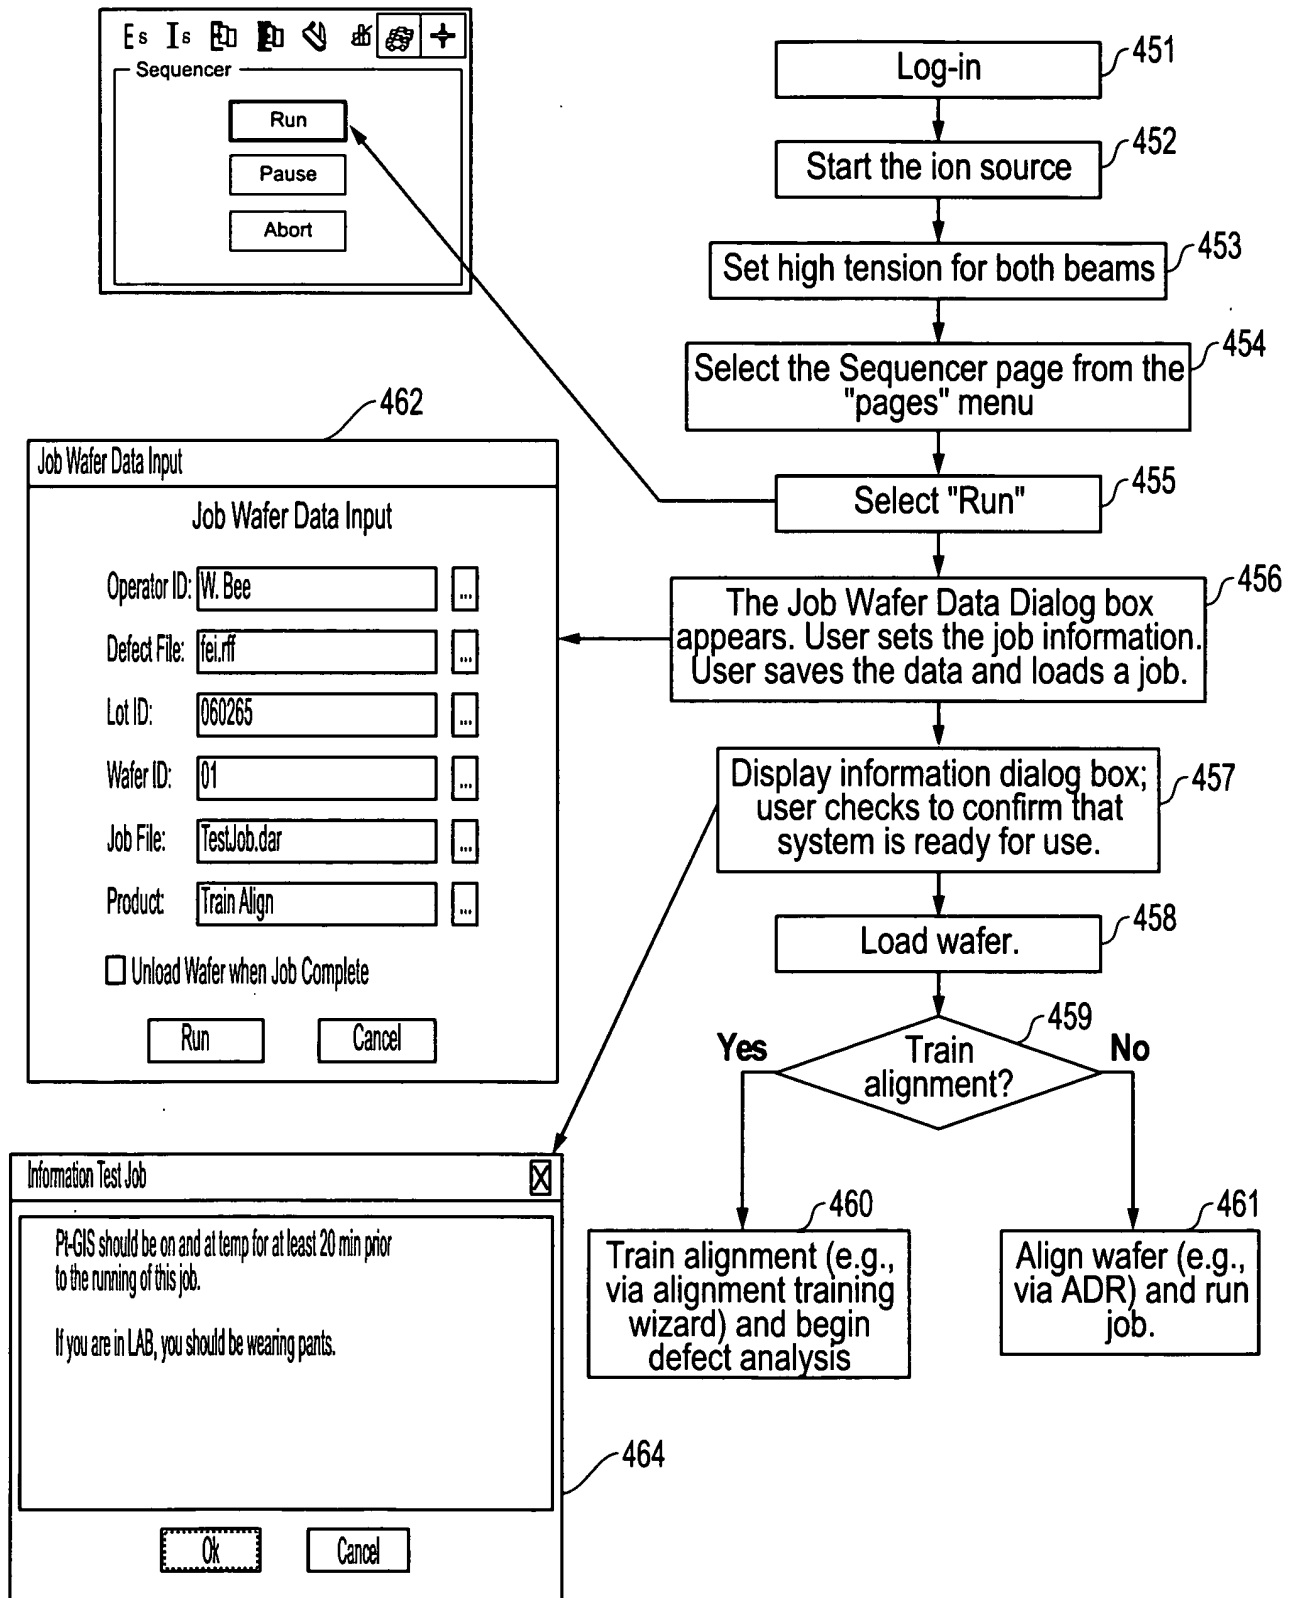 Es Is
Sequencer
Run
Pause
Abort
Log-in
451
Start the ion source
452
Set high tension for both beams
453
Select the Sequencer page from the
"pages" menu
454
Select "Run"
455
The Job Wafer Data Dialog box
appears. User sets the job information.
User saves the data and loads a job.
456
Display information dialog box;
user checks to confirm that
system is ready for use.
457
Load wafer.
458
Train
alignment?
459
Yes
No
Train alignment (e.g.,
via alignment training
wizard) and begin
defect analysis
460
Align wafer (e.g.,
via ADR) and run
job.
461
462
Job Wafer Data Input
Job Wafer Data Input
Operator ID: W. Bee ...
Defect File: fei.rff ...
Lot ID: 060265 ...
Wafer ID: 01 ...
Job File: TestJob.dar ...
Product: Train Align ...
Unload Wafer when Job Complete
Run Cancel
Information Test Job
Pt-GIS should be on and at temp for at least 20 min prior
to the running of this job.
If you are in LAB, you should be wearing pants.
464
Ok Cancel